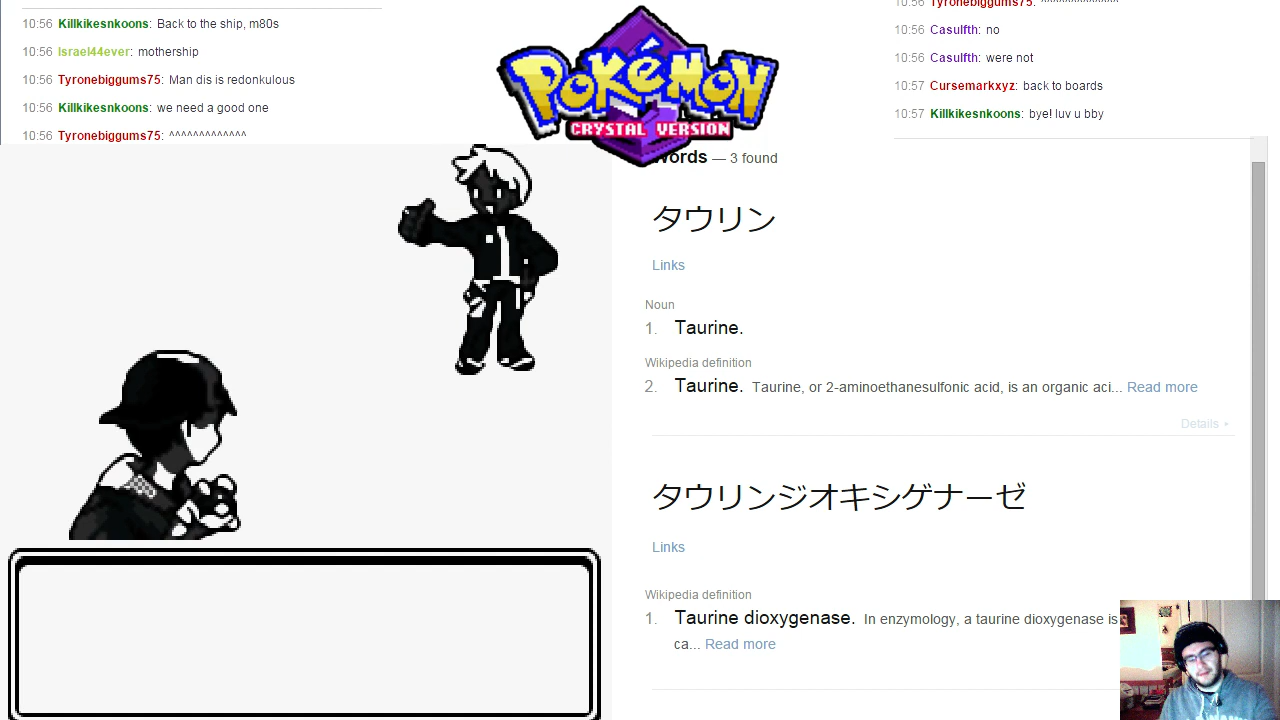 10:56 Killkikesnkoons: Back to the ship, m80s
10:56 Israel44ever: mothership
10:56 Tyronebiggums75: Man dis is redonkulous
10:56 Killkikesnkoons: we need a good one
10:56 Tyronebiggums75: ^^^^^^^^^^^^^
POKéMON
CRYSTAL VERSION
10:56 Tyronebiggums75: ^^^^^^^^^^^^^
10:56 Casulfth: no
10:56 Casulfth: were not
10:57 Cursemarkxyz: back to boards
10:57 Killkikesnkoons: bye! luv u bby
Words — 3 found
タウリン
Links
Noun
1. Taurine.
Wikipedia definition
2. Taurine. Taurine, or 2-aminoethanesulfonic acid, is an organic aci... Read more
Details
タウリンジオキシゲナーゼ
Links
Wikipedia definition
1. Taurine dioxygenase. In enzymology, a taurine dioxygenase is
ca... Read more